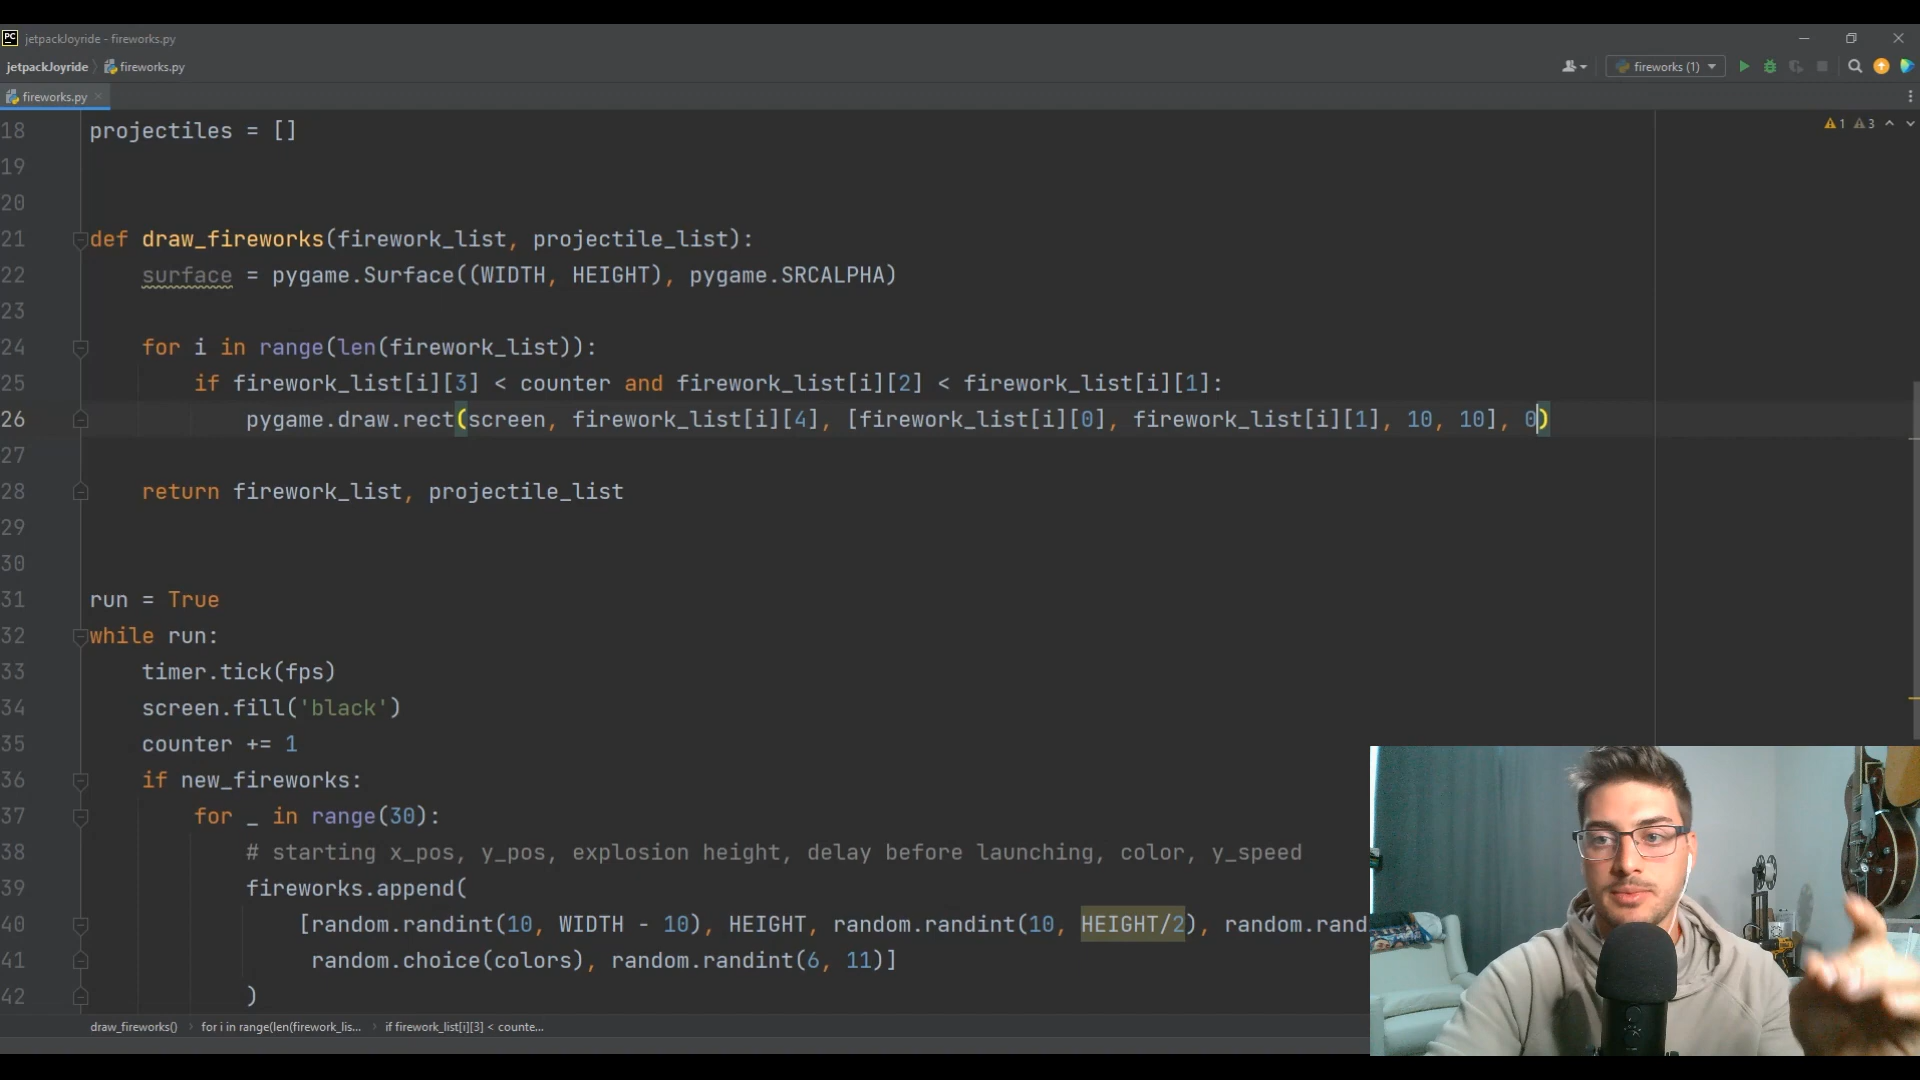 PC jetpackJoyride - fireworks.py
jetpackJoyride fireworks.py fireworks (1)
fireworks.py 1 3
18 projectiles = []
19
20
21 def draw_fireworks(firework_list, projectile_list):
22 surface = pygame.Surface((WIDTH, HEIGHT), pygame.SRCALPHA)
23
24 for i in range(len(firework_list)):
25 if firework_list[i][3] < counter and firework_list[i][2] < firework_list[i][1]:
26 pygame.draw.rect(screen, firework_list[i][4], [firework_list[i][0], firework_list[i][1], 10, 10], 0)
27
28 return firework_list, projectile_list
29
30
31 run = True
32 while run:
33 timer.tick(fps)
34 screen.fill('black')
35 counter += 1
36 if new_fireworks:
37 for _ in range(30):
38 # starting x_pos, y_pos, explosion height, delay before launching, color, y_speed
39 fireworks.append(
40 [random.randint(10, WIDTH - 10), HEIGHT, random.randint(10, HEIGHT/2), random.rand
41 random.choice(colors), random.randint(6, 11)]
42 )
draw_fireworks() for i in range(len(firework_lis... if firework_list[i][3] < counte...